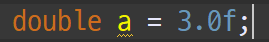 double a = 3.0f;